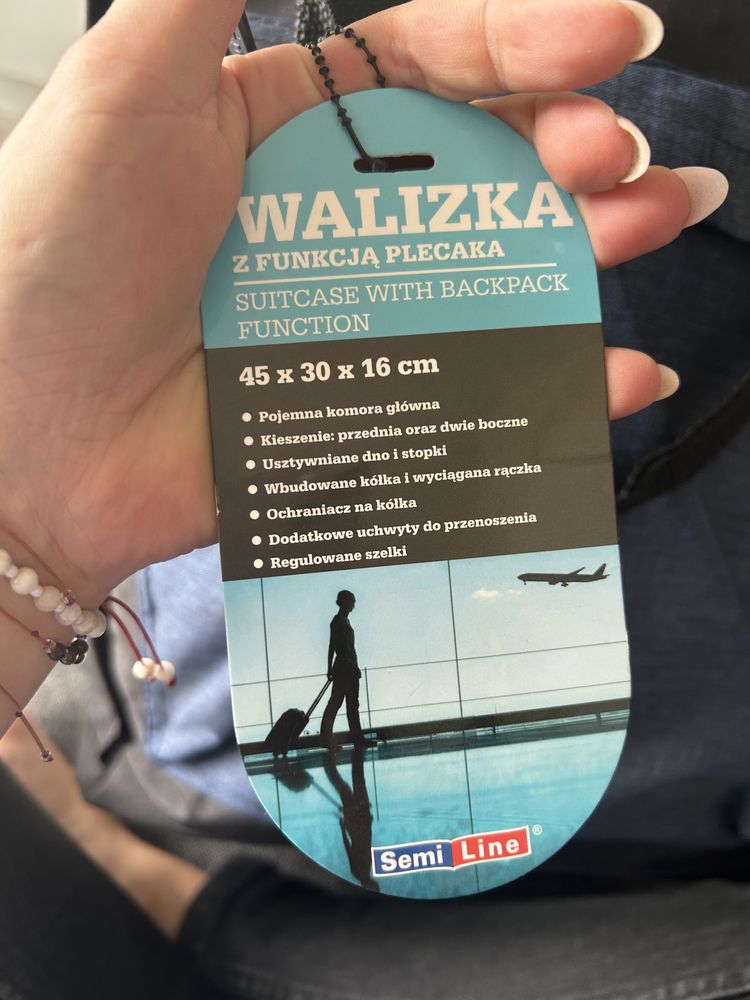 WALIZKA
Z FUNKCJĄ PLECAKA
SUITCASE WITH BACKPACK
FUNCTION
45 x 30 x 16 cm
● Pojemna komora główna
● Kieszenie: przednia oraz dwie boczne
● Usztywniane dno i stopki
● Wbudowane kółka i wyciągana rączka
● Ochraniacz na kółka
● Dodatkowe uchwyty do przenoszenia
● Regulowane szelki
Semi Line®